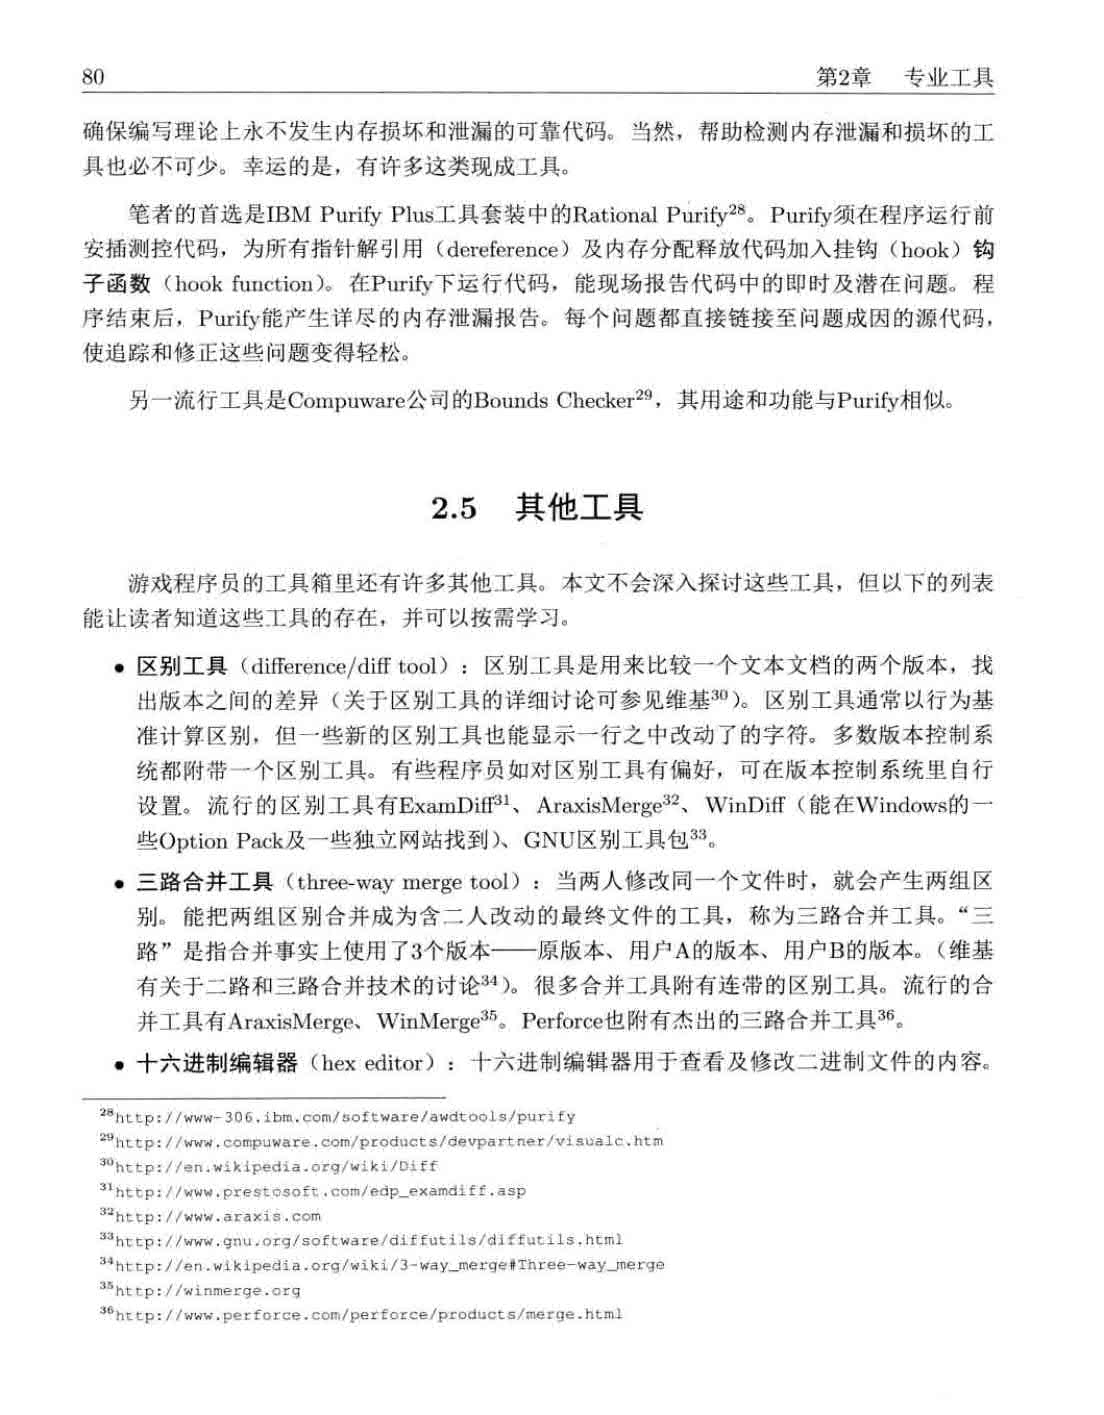 80 第2章 专业工具
确保编写理论上永不发生内存损坏和泄漏的可靠代码。当然，帮助检测内存泄漏和损坏的工
具也必不可少。幸运的是，有许多这类现成工具。
笔者的首选是IBM Purify Plus工具套装中的Rational Purify²⁸。Purify须在程序运行前
安插测控代码，为所有指针解引用（dereference）及内存分配释放代码加入挂钩（hook）钩
子函数（hook function）。在Purify下运行代码，能现场报告代码中的即时及潜在问题。程
序结束后，Purify能产生详尽的内存泄漏报告。每个问题都直接链接至问题成因的源代码，
使追踪和修正这些问题变得轻松。
另一流行工具是Compuware公司的Bounds Checker²⁹，其用途和功能与Purify相似。
2.5 其他工具
游戏程序员的工具箱里还有许多其他工具。本文不会深入探讨这些工具，但以下的列表
能让读者知道这些工具的存在，并可以按需学习。
• 区别工具（difference/diff tool）：区别工具是用来比较一个文本文档的两个版本，找
出版本之间的差异（关于区别工具的详细讨论可参见维基³⁰）。区别工具通常以行为基
准计算区别，但一些新的区别工具也能显示一行之中改动了的字符。多数版本控制系
统都附带一个区别工具。有些程序员如对区别工具有偏好，可在版本控制系统里自行
设置。流行的区别工具有ExamDiff³¹、AraxisMerge³²、WinDiff（能在Windows的一
些Option Pack及一些独立网站找到）、GNU区别工具包³³。
• 三路合并工具（three-way merge tool）：当两人修改同一个文件时，就会产生两组区
别。能把两组区别合并成为含二人改动的最终文件的工具，称为三路合并工具。“三
路”是指合并事实上使用了3个版本——原版本、用户A的版本、用户B的版本。（维基
有关于二路和三路合并技术的讨论³⁴）。很多合并工具附有连带的区别工具。流行的合
并工具有AraxisMerge、WinMerge³⁵。Perforce也附有杰出的三路合并工具³⁶。
• 十六进制编辑器（hex editor）：十六进制编辑器用于查看及修改二进制文件的内容。
²⁸http://www-306.ibm.com/software/awdtools/purify
²⁹http://www.compuware.com/products/devpartner/visualc.htm
³⁰http://en.wikipedia.org/wiki/Diff
³¹http://www.prestosoft.com/edp_examdiff.asp
³²http://www.araxis.com
³³http://www.gnu.org/software/diffutils/diffutils.html
³⁴http://en.wikipedia.org/wiki/3-way_merge#Three-way_merge
³⁵http://winmerge.org
³⁶http://www.perforce.com/perforce/products/merge.html